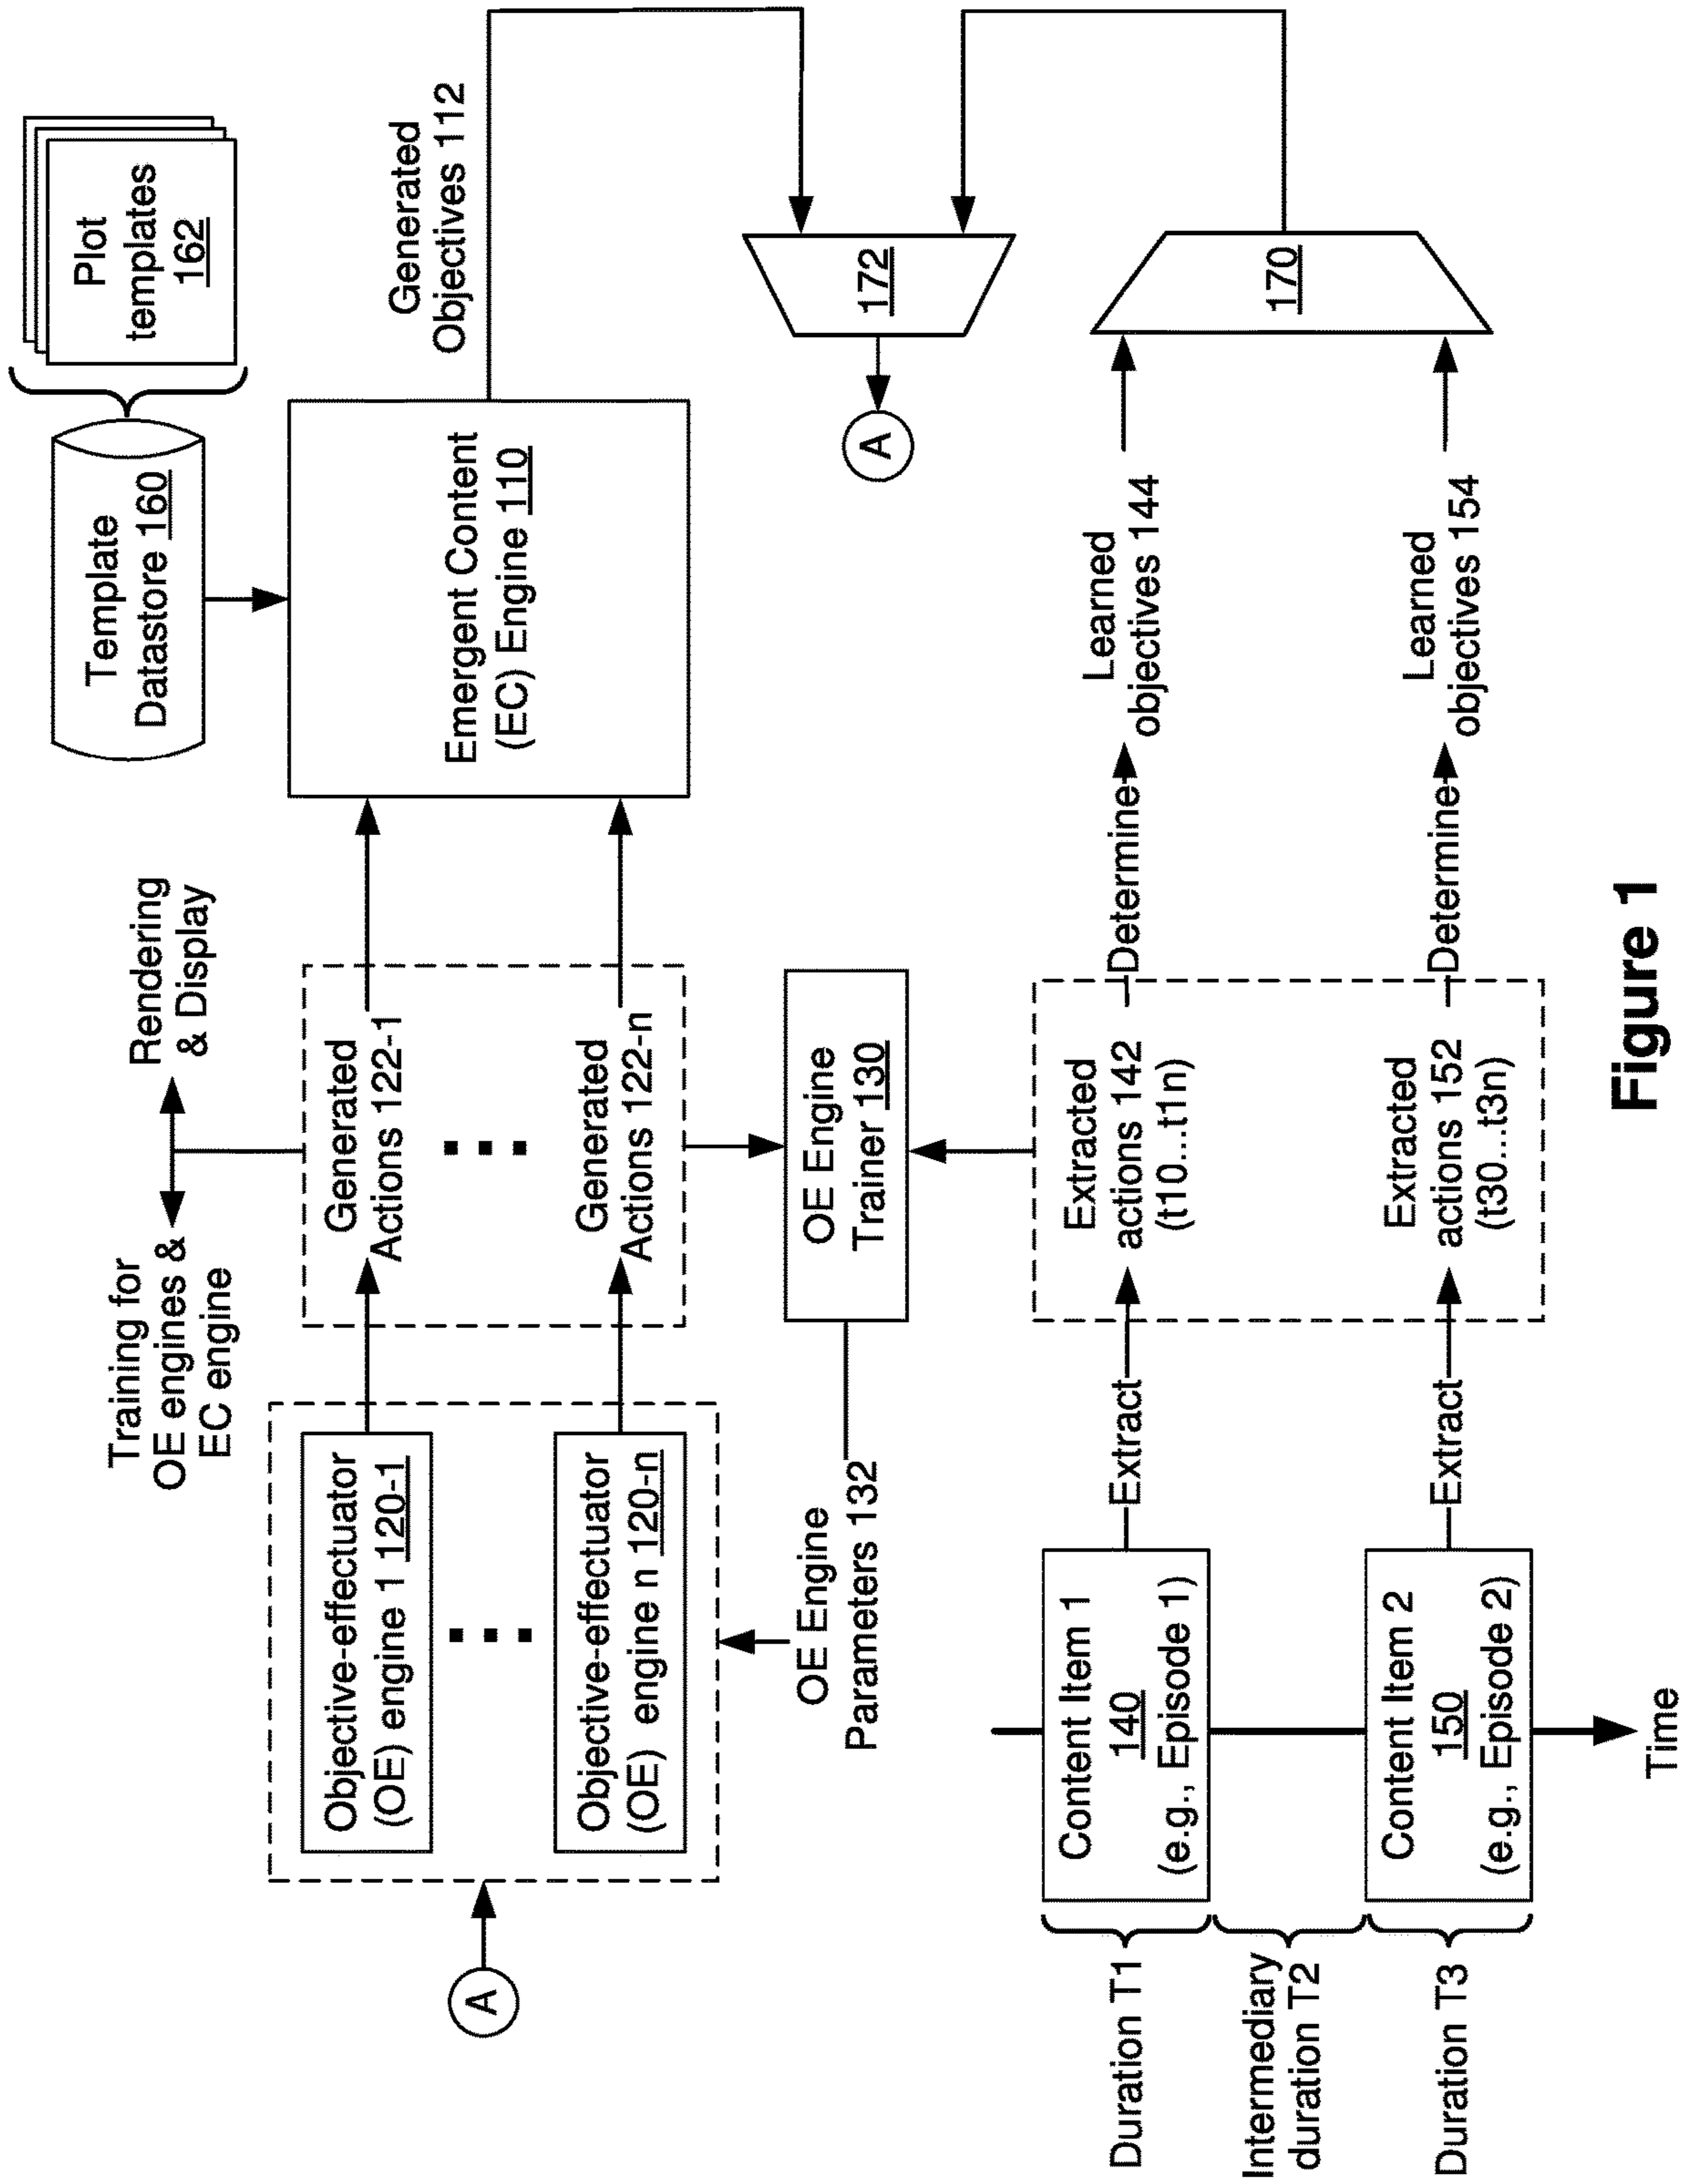 Training for
OE engines &
EC engine
Rendering
& Display
Template
Datastore 160
Plot
templates
162
A
Objective-effectuator
(OE) engine 1 120-1
Objective-effectuator
(OE) engine n 120-n
Generated
Actions 122-1
Generated
Actions 122-n
Emergent Content
(EC) Engine 110
Generated
Objectives 112
OE Engine
Parameters 132
OE Engine
Trainer 130
A
172
Duration T1
Intermediary
duration T2
Duration T3
Content Item 1
140
(e.g., Episode 1)
Extract
Extracted
actions 142
(t10...t1n)
Determine
Learned
objectives 144
170
Content Item 2
150
(e.g., Episode 2)
Extract
Extracted
actions 152
(t30...t3n)
Determine
Learned
objectives 154
Time
Figure 1